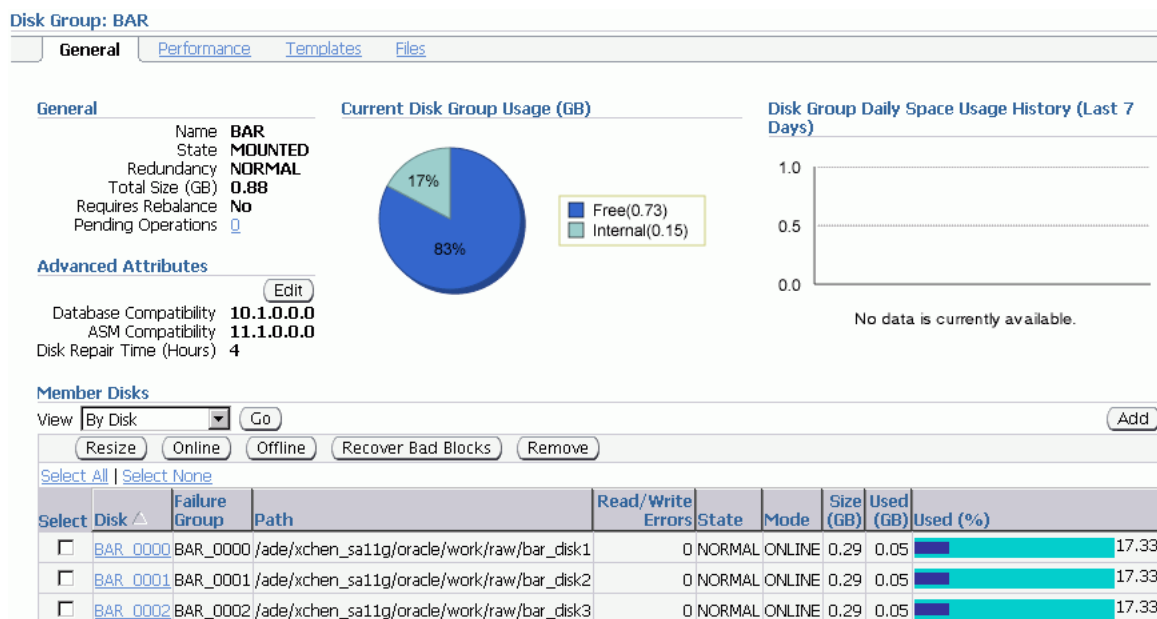 Disk Group: BAR
General Performance Templates Files
General
Name BAR
State MOUNTED
Redundancy NORMAL
Total Size (GB) 0.88
Requires Rebalance No
Pending Operations 0
Advanced Attributes
Edit
Database Compatibility 10.1.0.0.0
ASM Compatibility 11.1.0.0.0
Disk Repair Time (Hours) 4
Current Disk Group Usage (GB)
17%
83%
Free(0.73)
Internal(0.15)
Disk Group Daily Space Usage History (Last 7
Days)
1.0
0.5
0.0
No data is currently available.
Member Disks
View By Disk Go Add
Resize Online Offline Recover Bad Blocks Remove
Select All | Select None
Select Disk Failure Group Path Read/Write Errors State Mode Size (GB) Used (GB) Used (%)
BAR_0000 BAR_0000 /ade/xchen_sa11g/oracle/work/raw/bar_disk1 0 NORMAL ONLINE 0.29 0.05 17.33
BAR_0001 BAR_0001 /ade/xchen_sa11g/oracle/work/raw/bar_disk2 0 NORMAL ONLINE 0.29 0.05 17.33
BAR_0002 BAR_0002 /ade/xchen_sa11g/oracle/work/raw/bar_disk3 0 NORMAL ONLINE 0.29 0.05 17.33